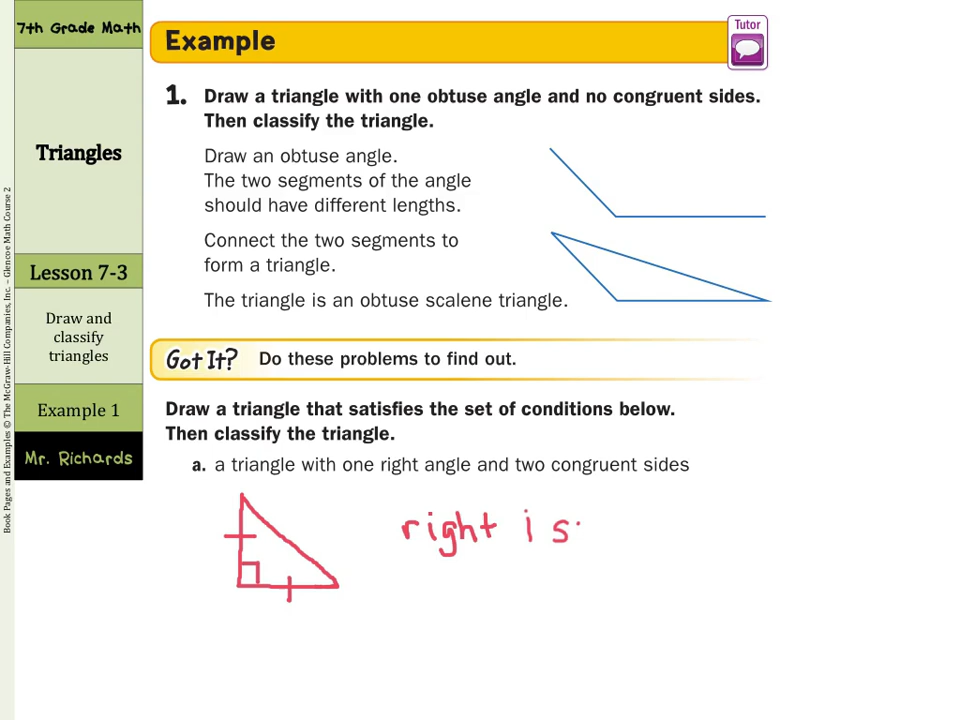 7th Grade Math
Example
Tutor
1. Draw a triangle with one obtuse angle and no congruent sides.
Then classify the triangle.
Triangles
Draw an obtuse angle.
The two segments of the angle
should have different lengths.
Connect the two segments to
form a triangle.
Lesson 7-3
The triangle is an obtuse scalene triangle.
Draw and
classify
triangles
Got It? Do these problems to find out.
Example 1
Draw a triangle that satisfies the set of conditions below.
Then classify the triangle.
Mr. Richards
a. a triangle with one right angle and two congruent sides
right is
Book Pages and Examples © The McGraw-Hill Companies, Inc. – Glencoe Math Course 2